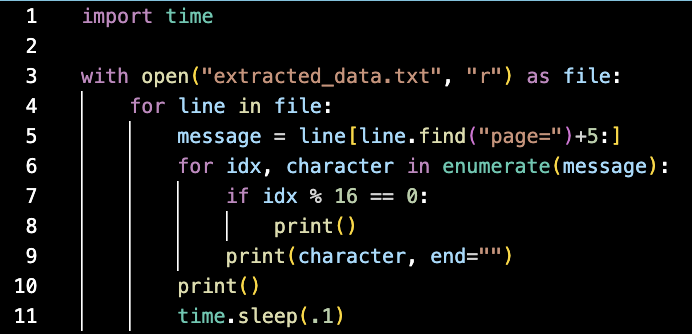 1 import time
2
3 with open("extracted_data.txt", "r") as file:
4     for line in file:
5         message = line[line.find("page=")+5:]
6         for idx, character in enumerate(message):
7             if idx % 16 == 0:
8                 print()
9             print(character, end="")
10         print()
11         time.sleep(.1)